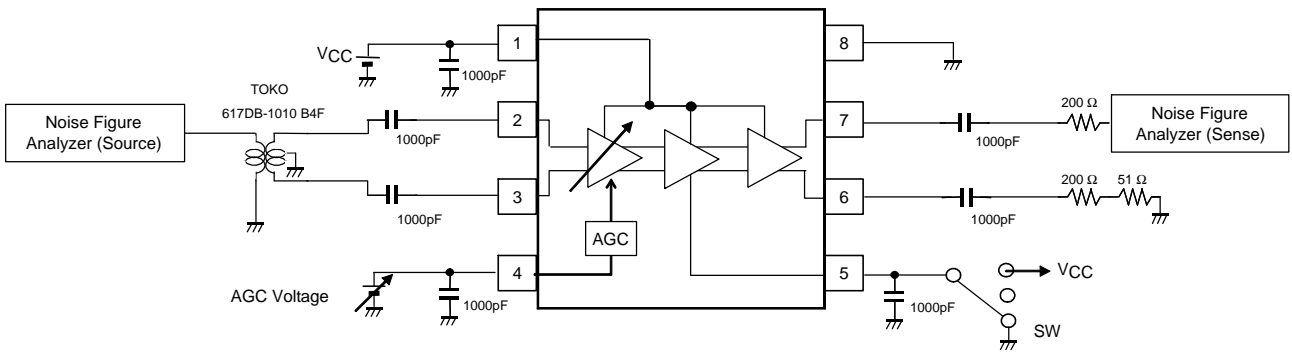 1
8
VCC
1000pF
TOKO
617DB-1010 B4F
Noise Figure
Analyzer (Source)
1000pF
2
7
1000pF
200 Ω
Noise Figure
Analyzer (Sense)
3
1000pF
6
1000pF
200 Ω
51 Ω
AGC
4
5
AGC Voltage
1000pF
1000pF
VCC
SW